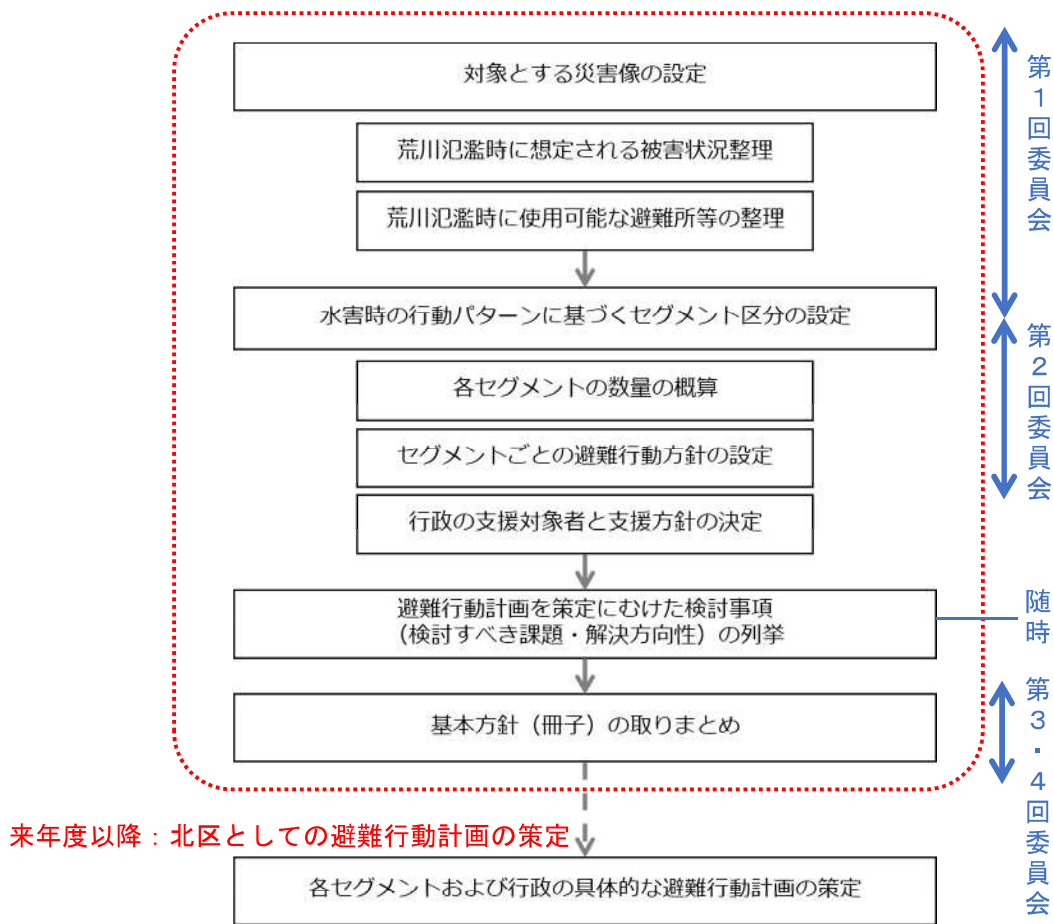 対象とする災害像の設定
荒川氾濫時に想定される被害状況整理
荒川氾濫時に使用可能な避難所等の整理
水害時の行動パターンに基づくセグメント区分の設定
各セグメントの数量の概算
セグメントごとの避難行動方針の設定
行政の支援対象者と支援方針の決定
避難行動計画を策定にむけた検討事項
（検討すべき課題・解決方向性）の列挙
基本方針（冊子）の取りまとめ
来年度以降：北区としての避難行動計画の策定
各セグメントおよび行政の具体的な避難行動計画の策定
第１回委員会
第２回委員会
随時
第３・４回委員会